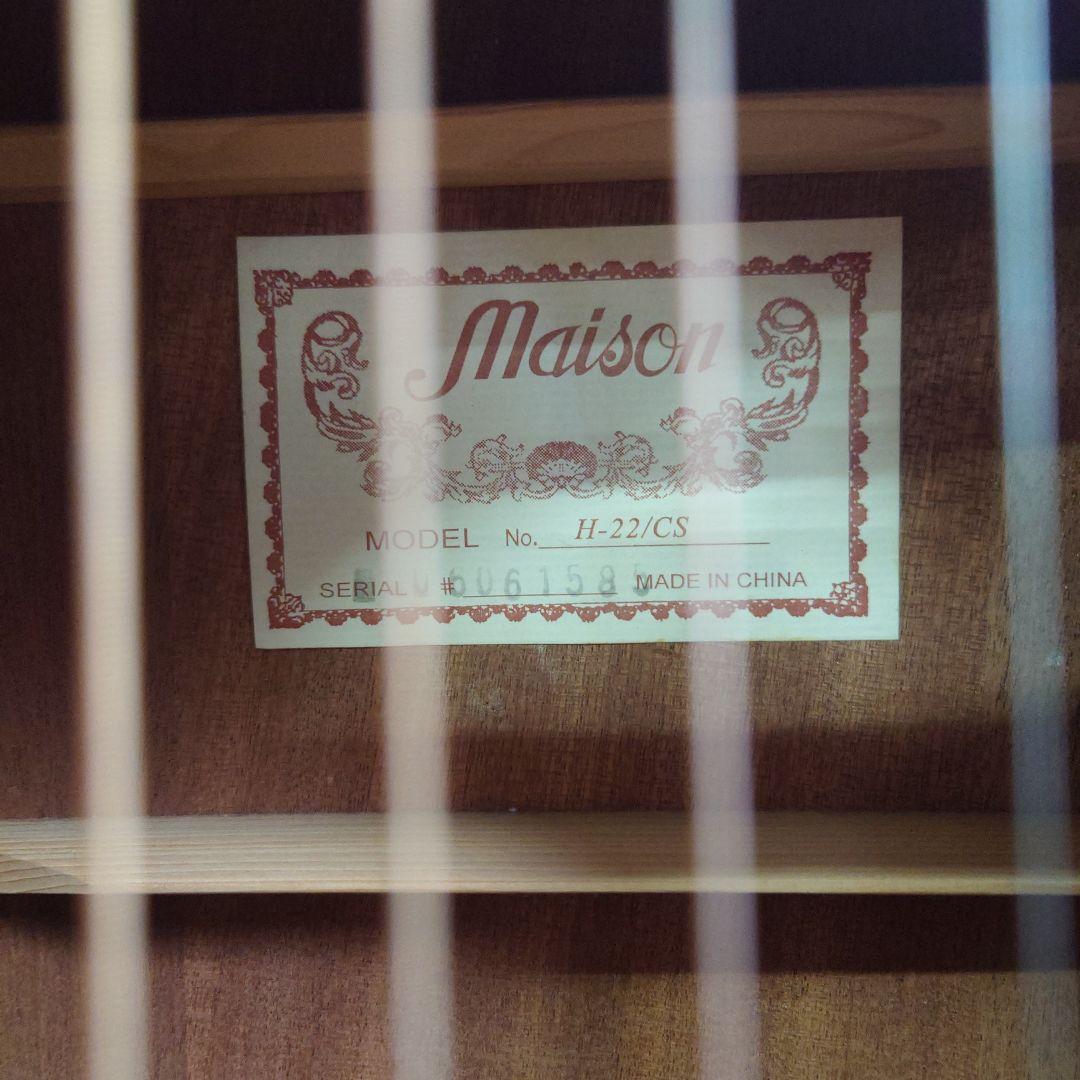 Maison
MODEL No. H-22/CS
SERIAL # MADE IN CHINA